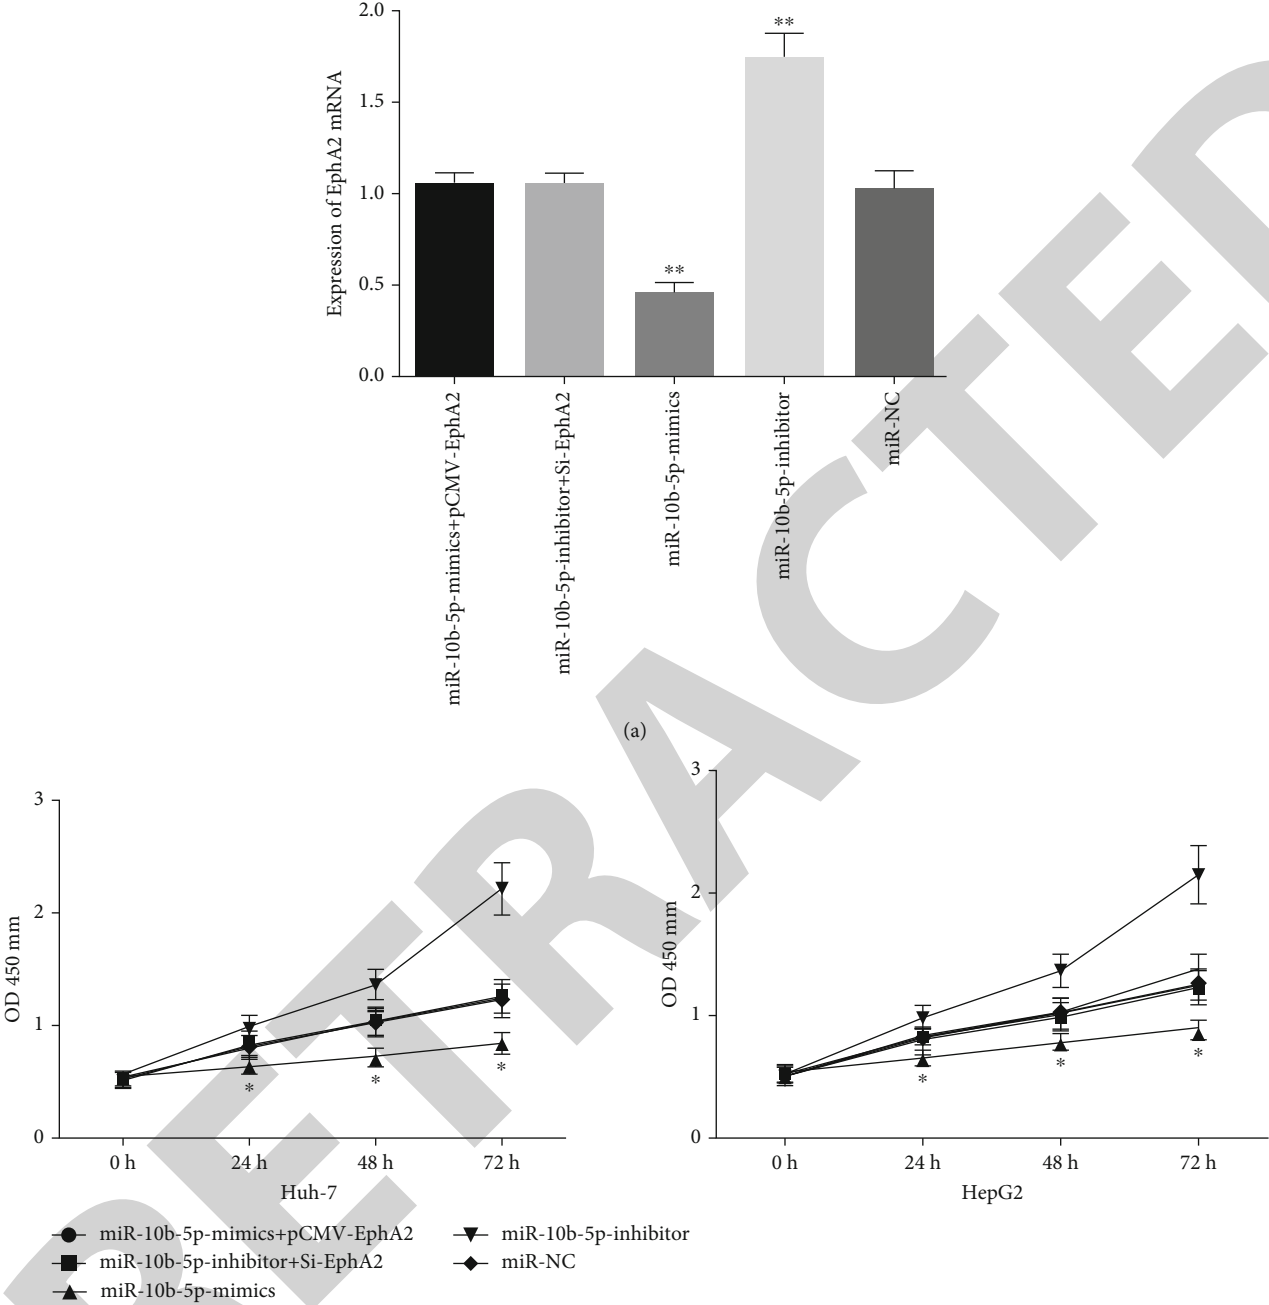 2.0
1.5
1.0
0.5
0.0
Expression of EphA2 mRNA
**
**
miR-10b-5p-mimics+pCMV-EphA2
miR-10b-5p-inhibitor+Si-EphA2
miR-10b-5p-mimics
miR-10b-5p-inhibitor
miR-NC
(a)
3
2
1
0
OD 450 mm
*
*
*
0 h
24 h
48 h
72 h
Huh-7
3
2
1
0
OD 450 mm
*
*
*
0 h
24 h
48 h
72 h
HepG2
miR-10b-5p-mimics+pCMV-EphA2
miR-10b-5p-inhibitor+Si-EphA2
miR-10b-5p-mimics
miR-10b-5p-inhibitor
miR-NC
RETRACTED